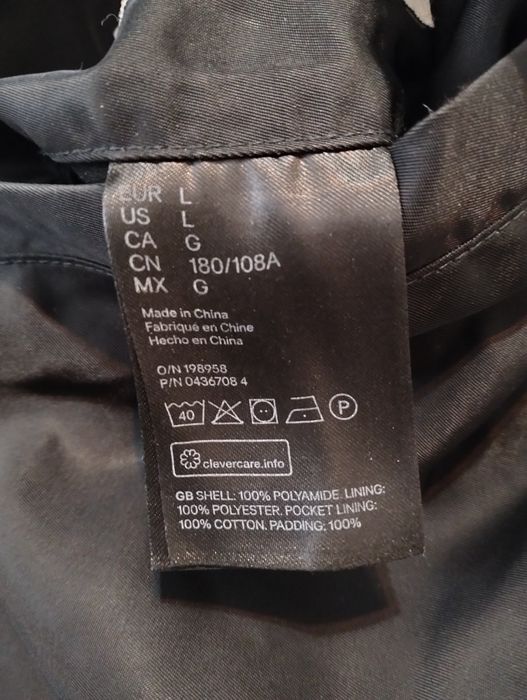 EUR L
US L
CA G
CN 180/108A
MX G
Made in China
Fabriqué en Chine
Hecho en China
O/N 198958
P/N 0436708 4
40 P
clevercare.info
GB SHELL: 100% POLYAMIDE. LINING:
100% POLYESTER. POCKET LINING:
100% COTTON. PADDING: 100%